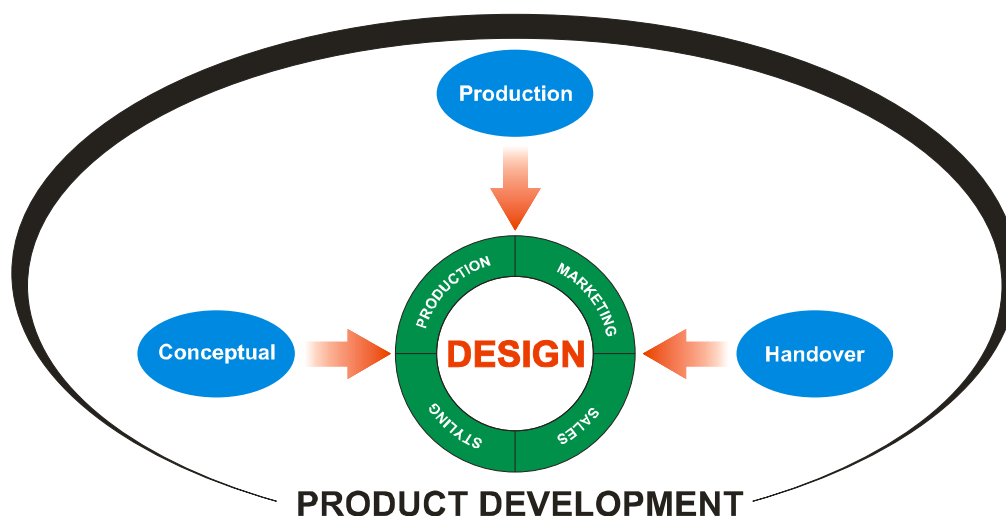 Production
PRODUCTION
MARKETING
Conceptual
DESIGN
Handover
STYLING
SALES
PRODUCT DEVELOPMENT